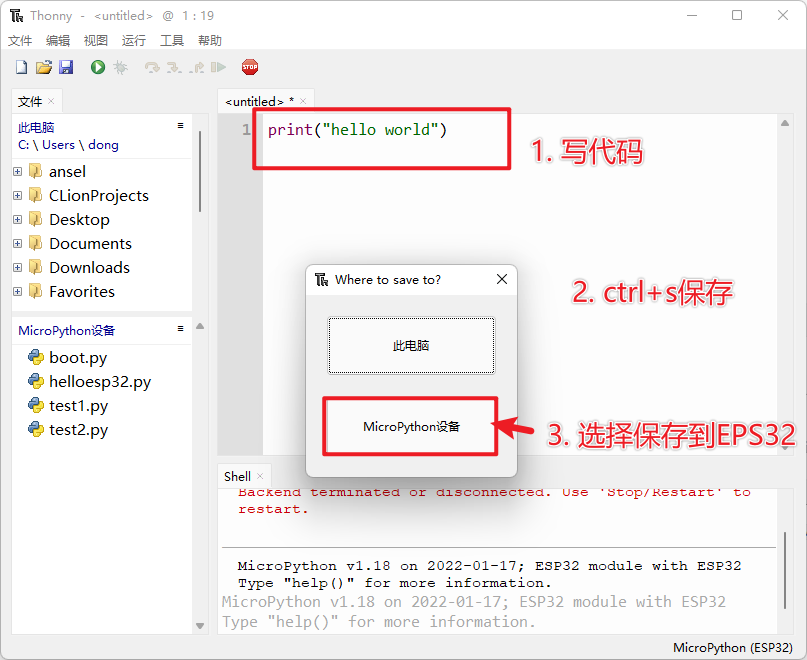 Thonny - <untitled> @ 1 : 19
文件 编辑 视图 运行 工具 帮助
STOP
文件
此电脑
C: \ Users \ dong
ansel
CLionProjects
Desktop
Documents
Downloads
Favorites
MicroPython设备
boot.py
helloesp32.py
test1.py
test2.py
<untitled> *
1 print("hello world")
1. 写代码
2. ctrl+s保存
Where to save to?
此电脑
MicroPython设备
3. 选择保存到EPS32
Shell
Backend terminated or disconnected. Use 'Stop/Restart' to
restart.
MicroPython v1.18 on 2022-01-17; ESP32 module with ESP32
Type "help()" for more information.
MicroPython v1.18 on 2022-01-17; ESP32 module with ESP32
Type "help()" for more information.
MicroPython (ESP32)